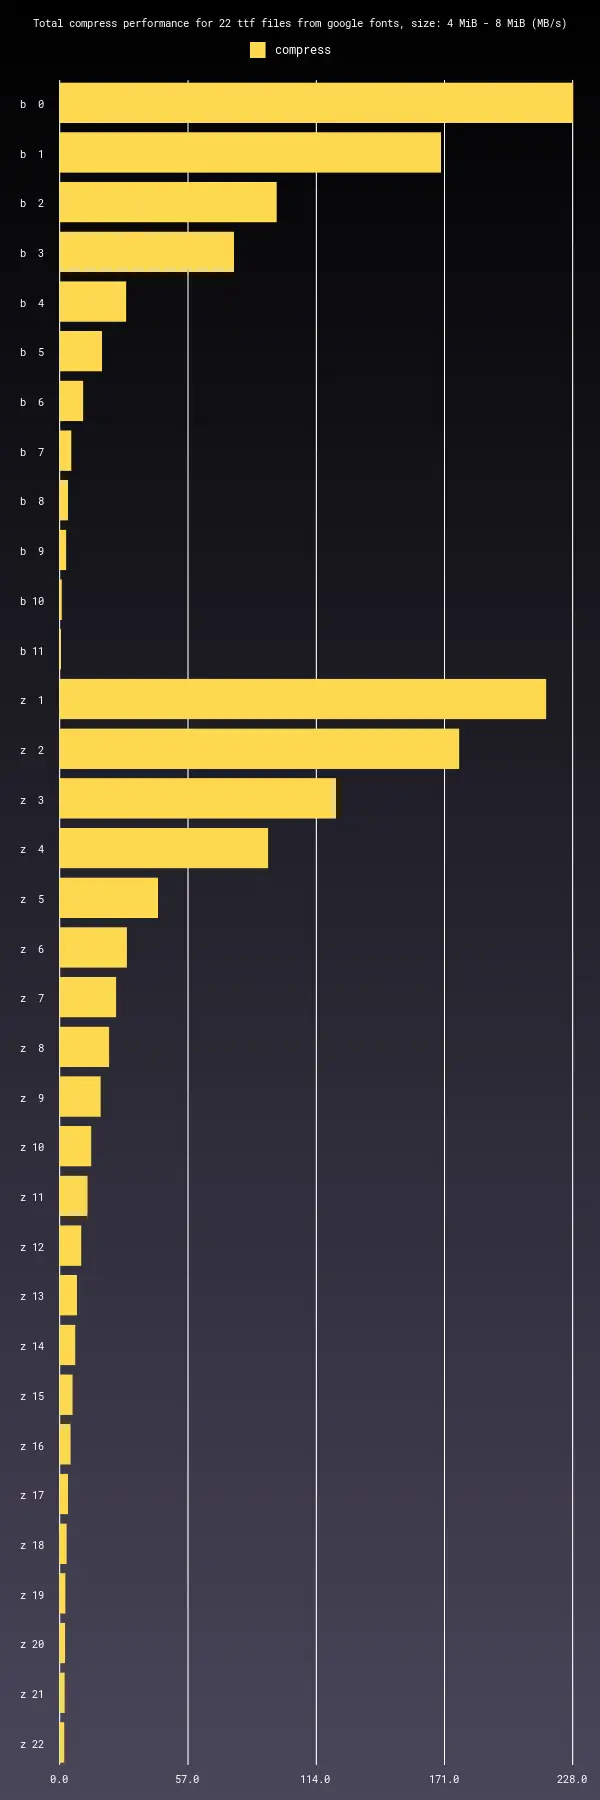 Total compress performance for 22 ttf files from google fonts, size: 4 MiB - 8 MiB (MB/s)
compress
b 0
b 1
b 2
b 3
b 4
b 5
b 6
b 7
b 8
b 9
b 10
b 11
z 1
z 2
z 3
z 4
z 5
z 6
z 7
z 8
z 9
z 10
z 11
z 12
z 13
z 14
z 15
z 16
z 17
z 18
z 19
z 20
z 21
z 22
0.0 57.0 114.0 171.0 228.0